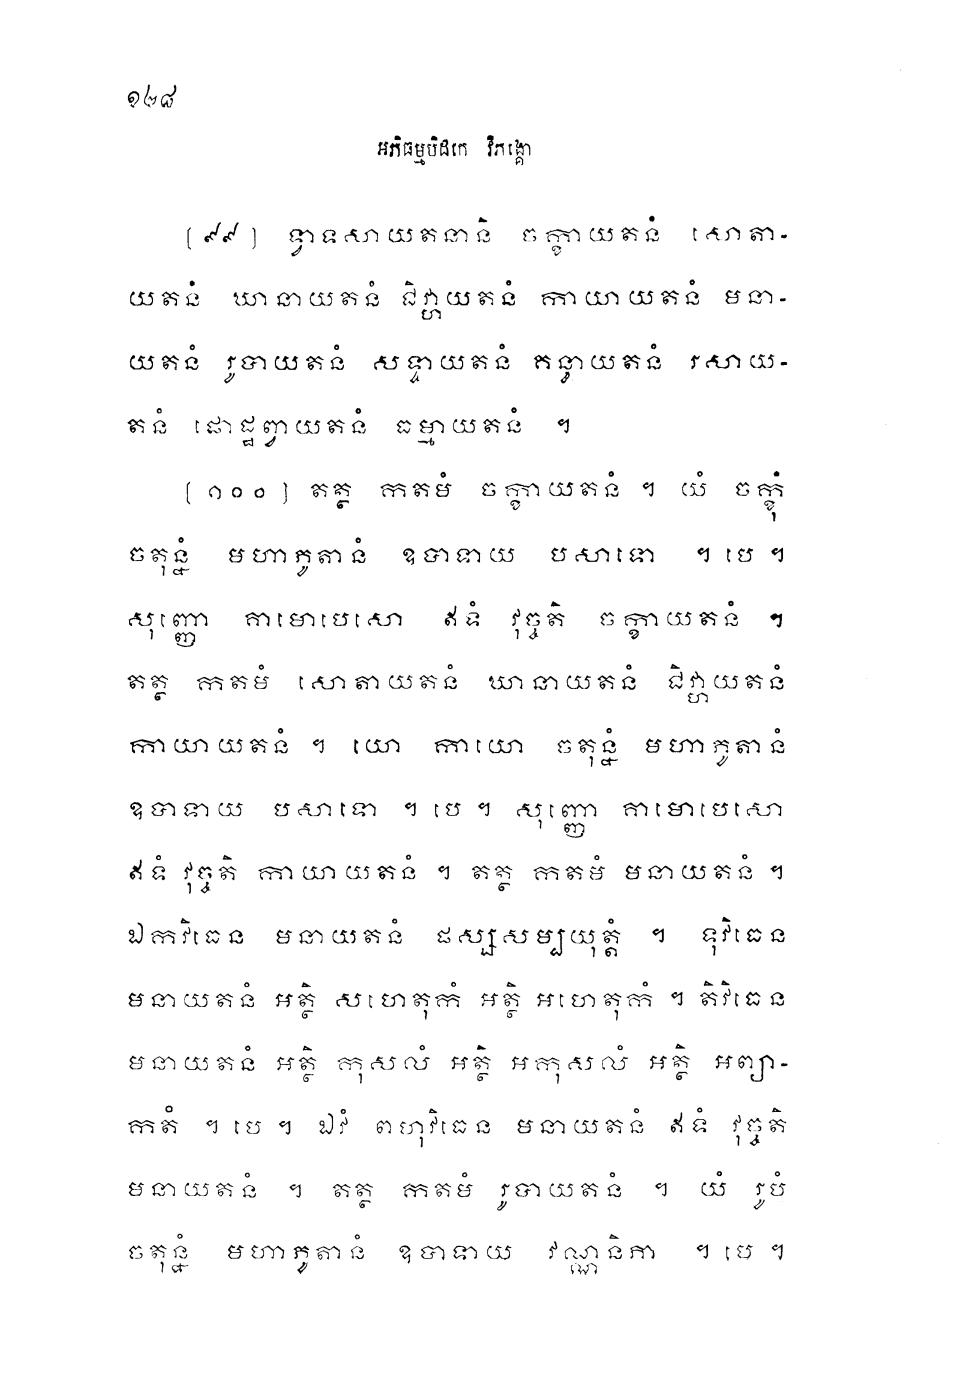 ១២៨
អភិធម្មបិដកេ វិភង្គោ
(៩៩) ទ្វាទសាយតនានិ ចក្ខាយតនំ សោតា-
យតនំ ឃានាយតនំ ជិវ្ហាយតនំ កាយាយតនំ មនា-
យតនំ រូបាយតនំ សទ្ទាយតនំ គន្ធាយតនំ រសាយ-
តនំ ផោដ្ឋព្វាយតនំ ធម្មាយតនំ ។
(១០០) តត្ថ កតមំ ចក្ខាយតនំ ។ យំ ចក្ខុំ
ចតុន្នំ មហាភូតានំ ឧបាទាយ បសាទោ ។ បេ ។
សុញ្ញោ គាមោបេសោ ឥទំ វុច្ចតិ ចក្ខាយតនំ ។
តត្ថ កតមំ សោតាយតនំ ឃានាយតនំ ជិវ្ហាយតនំ
កាយាយតនំ ។ យោ កាយោ ចតុន្នំ មហាភូតានំ
ឧបាទាយ បសាទោ ។ បេ ។ សុញ្ញោ គាមោបេសោ
ឥទំ វុច្ចតិ កាយាយតនំ ។ តត្ថ កតមំ មនាយតនំ ។
ឯកវិធេន មនាយតនំ ផស្សសម្បយុត្តំ ។ ទុវិធេន
មនាយតនំ អត្ថិ សហេតុកំ អត្ថិ អហេតុកំ ។ តិវិធេន
មនាយតនំ អត្ថិ កុសលំ អត្ថិ អកុសលំ អត្ថិ អព្យា-
កតំ ។ បេ ។ ឯវំ ពហុវិធេន មនាយតនំ ឥទំ វុច្ចតិ
មនាយតនំ ។ តត្ថ កតមំ រូបាយតនំ ។ យំ រូបំ
ចតុន្នំ មហាភូតានំ ឧបាទាយ វណ្ណនិភា ។ បេ ។